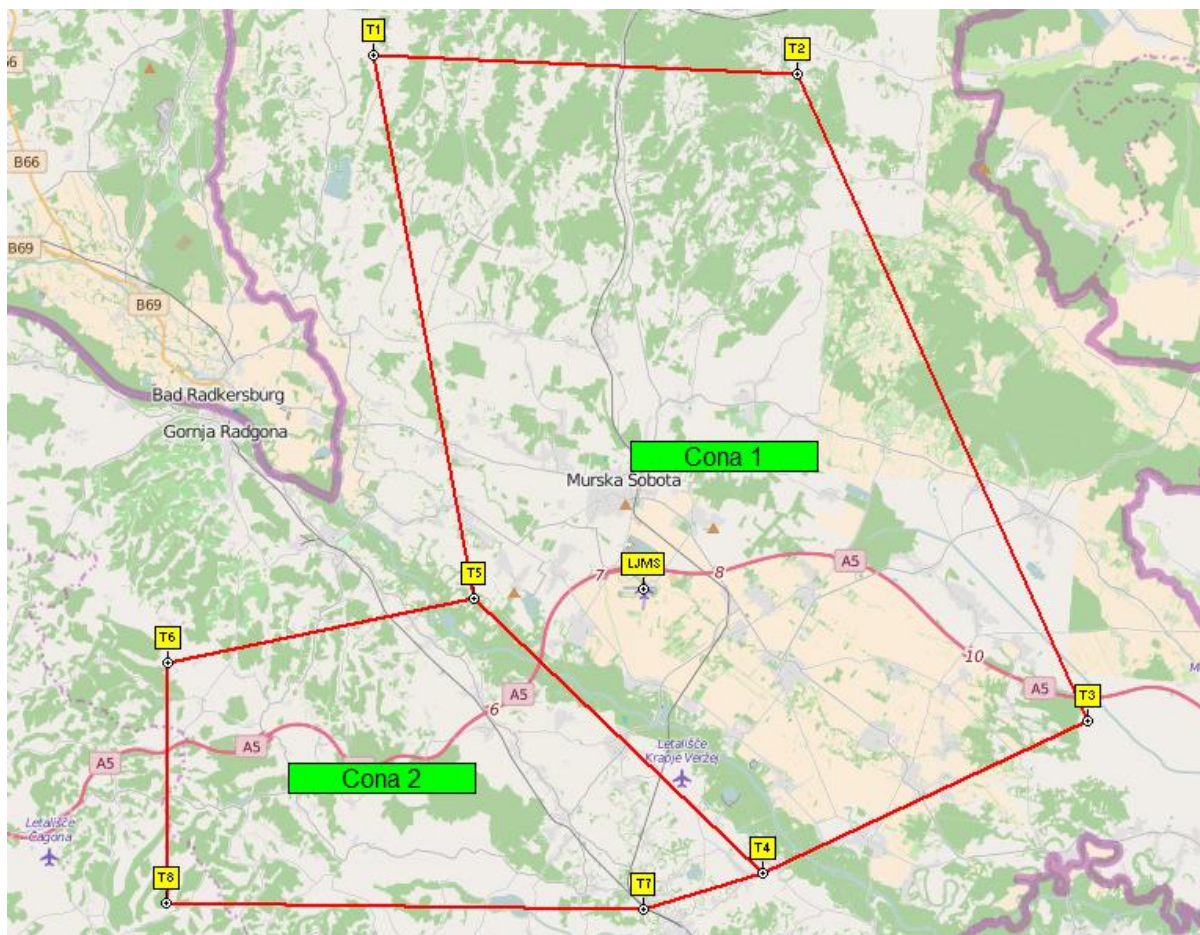 T1
T2
66
B66
B69
B69
Bad Radkersburg
Gornja Radgona
Cona 1
Murska Sobota
LJMS
7
8
A5
T5
T6
10
A5
T3
A5
6
A5
A5
Letališče
Krapje Veržej
Cona 2
Letališče
Cagona
T4
T8
T7